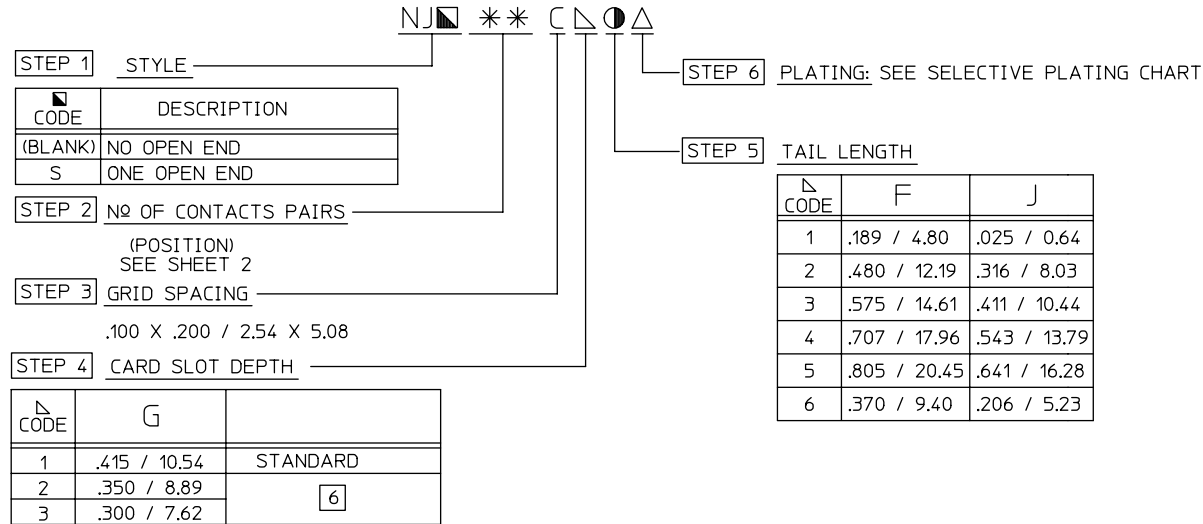 NJ ** C
STEP 1 STYLE
CODE DESCRIPTION
(BLANK) NO OPEN END
S ONE OPEN END
STEP 2 Nº OF CONTACTS PAIRS
(POSITION)
SEE SHEET 2
STEP 3 GRID SPACING
.100 X .200 / 2.54 X 5.08
STEP 4 CARD SLOT DEPTH
CODE G
1 .415 / 10.54 STANDARD
2 .350 / 8.89
6
3 .300 / 7.62
STEP 6 PLATING: SEE SELECTIVE PLATING CHART
STEP 5 TAIL LENGTH
CODE F J
1 .189 / 4.80 .025 / 0.64
2 .480 / 12.19 .316 / 8.03
3 .575 / 14.61 .411 / 10.44
4 .707 / 17.96 .543 / 13.79
5 .805 / 20.45 .641 / 16.28
6 .370 / 9.40 .206 / 5.23